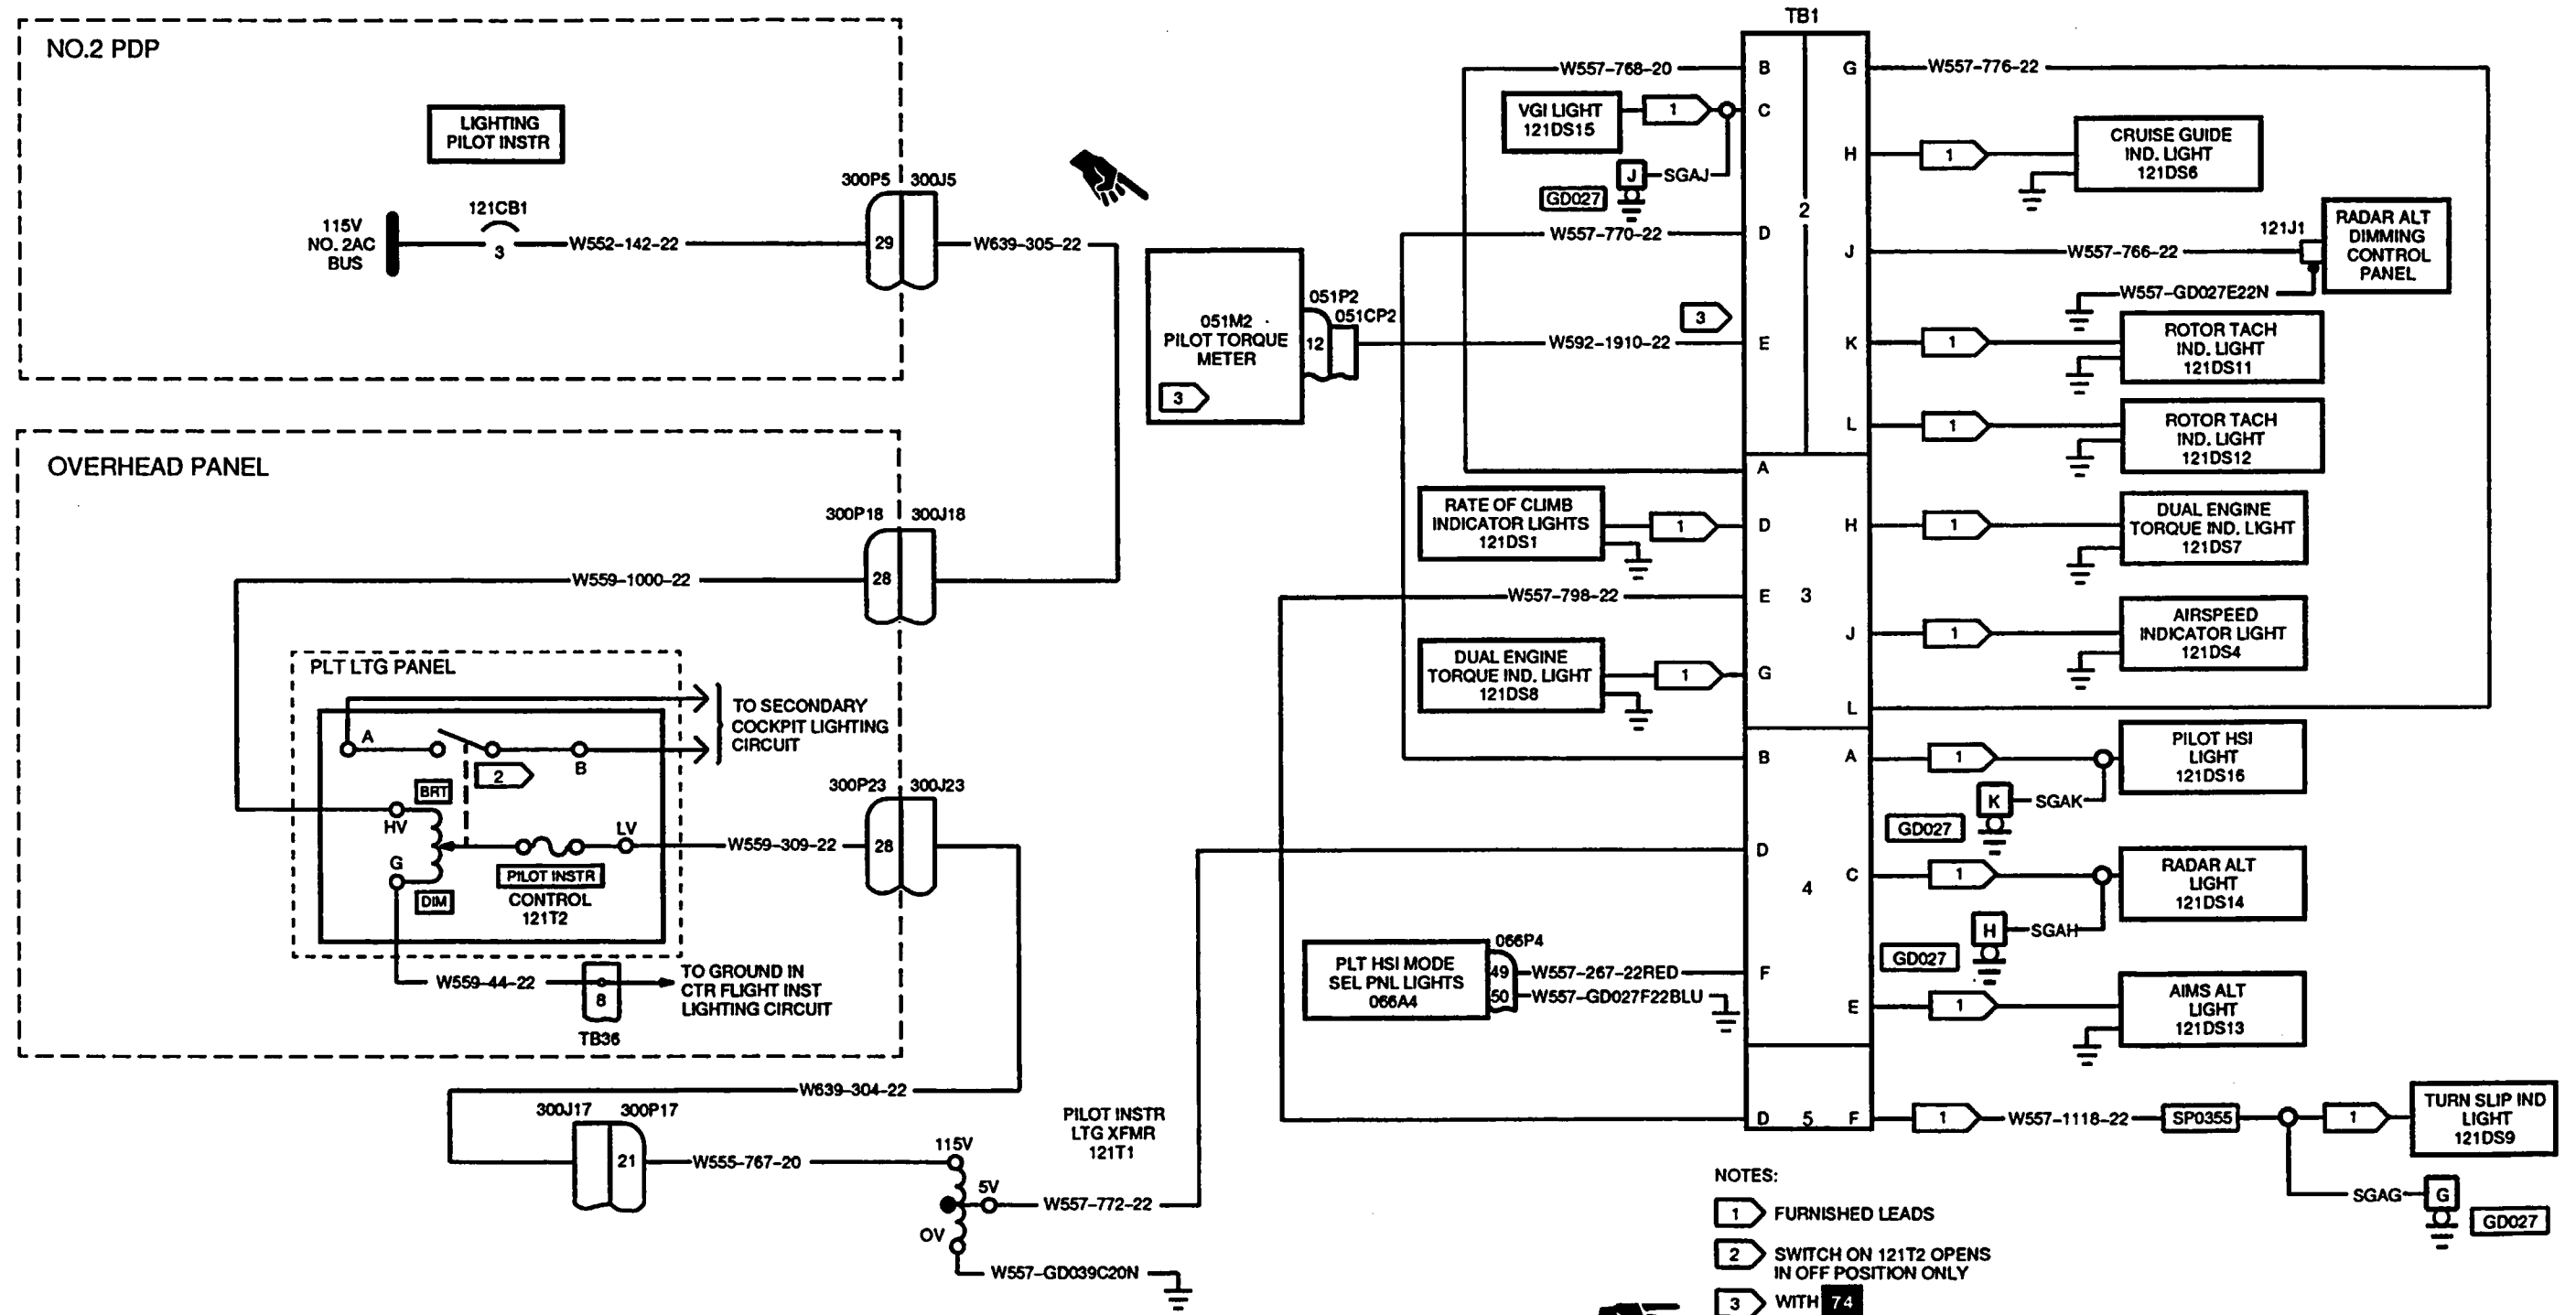 NO.2 PDP
LIGHTING
PILOT INSTR
115V
NO. 2AC
BUS
121CB1
3
W552-142-22
300P5
300J5
29
W639-305-22
OVERHEAD PANEL
300P18
300J18
W559-1000-22
28
PLT LTG PANEL
A
B
2
BRT
HV
G
DIM
LV
PILOT INSTR
CONTROL
121T2
TO SECONDARY
COCKPIT LIGHTING
CIRCUIT
300P23
300J23
W559-309-22
28
W559-44-22
8
TB36
TO GROUND IN
CTR FLIGHT INST
LIGHTING CIRCUIT
W639-304-22
300J17
300P17
21
W555-767-20
PILOT INSTR
LTG XFMR
121T1
115V
5V
OV
W557-772-22
W557-GD039C20N
051M2
PILOT TORQUE
METER
3
051P2
051CP2
12
W592-1910-22
3
TB1
W557-768-20
B
G
W557-776-22
VGI LIGHT
121DS15
1
C
J
SGAJ
GD027
2
H
1
CRUISE GUIDE
IND. LIGHT
121DS6
W557-770-22
D
J
W557-766-22
121J1
RADAR ALT
DIMMING
CONTROL
PANEL
W557-GD027E22N
E
K
1
ROTOR TACH
IND. LIGHT
121DS11
L
1
ROTOR TACH
IND. LIGHT
121DS12
A
RATE OF CLIMB
INDICATOR LIGHTS
121DS1
1
D
H
1
DUAL ENGINE
TORQUE IND. LIGHT
121DS7
W557-798-22
E
3
J
1
AIRSPEED
INDICATOR LIGHT
121DS4
DUAL ENGINE
TORQUE IND. LIGHT
121DS8
1
G
L
B
A
1
PILOT HSI
LIGHT
121DS16
K
SGAK
GD027
D
4
C
1
RADAR ALT
LIGHT
121DS14
H
SGAH
GD027
PLT HSI MODE
SEL PNL LIGHTS
066A4
066P4
49
W557-267-22RED
F
50
W557-GD027F22BLU
E
1
AIMS ALT
LIGHT
121DS13
D
5
F
1
W557-1118-22
SP0355
1
TURN SLIP IND
LIGHT
121DS9
SGAG
G
GD027
NOTES:
1 FURNISHED LEADS
2 SWITCH ON 121T2 OPENS
IN OFF POSITION ONLY
3 WITH 74